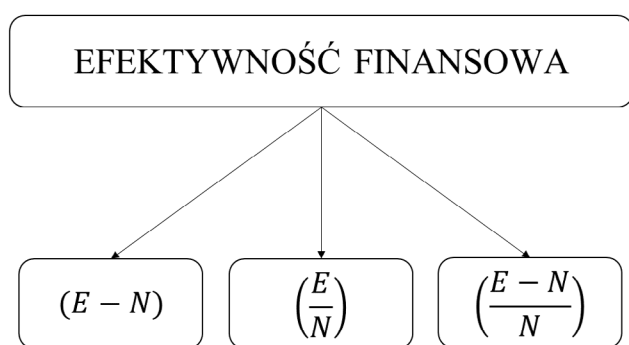 EFEKTYWNOŚĆ FINANSOWA
(E − N)
(E/N)
((E − N)/N)